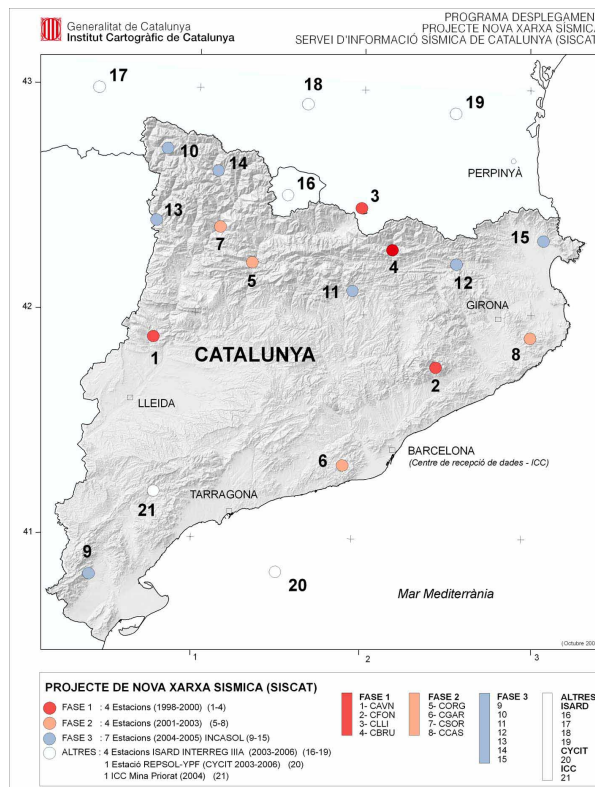 Generalitat de Catalunya
Institut Cartogràfic de Catalunya
PROGRAMA DESPLEGAMEN
PROJECTE NOVA XARXA SÍSMICA
SERVEI D'INFORMACIÓ SÍSMICA DE CATALUNYA (SISCAT)
43
17
18
19
10
14
16
3
PERPINYÀ
13
7
5
4
15
11
12
42
GIRONA
1
CATALUNYA
8
2
LLEIDA
6
BARCELONA
(Centre de recepció de dades - ICC)
21
TARRAGONA
41
9
20
Mar Mediterrània
(Octubre 200
1
2
3
PROJECTE DE NOVA XARXA SISMICA (SISCAT)
FASE 1 : 4 Estacions (1998-2000) (1-4)
FASE 2 : 4 Estacions (2001-2003) (5-8)
FASE 3 : 7 Estacions (2004-2005) INCASOL (9-15)
ALTRES : 4 Estacions ISARD INTERREG IIIA (2003-2006) (16-19)
1 Estació REPSOL-YPF (CYCIT 2003-2006) (20)
1 ICC Mina Priorat (2004) (21)
FASE 1
1- CAVN
2- CFON
3- CLLI
4- CBRU
FASE 2
5- CORG
6- CGAR
7- CSOR
8- CCAS
FASE 3
9
10
11
12
13
14
15
ALTRES
ISARD
16
17
18
19
CYCIT
20
ICC
21